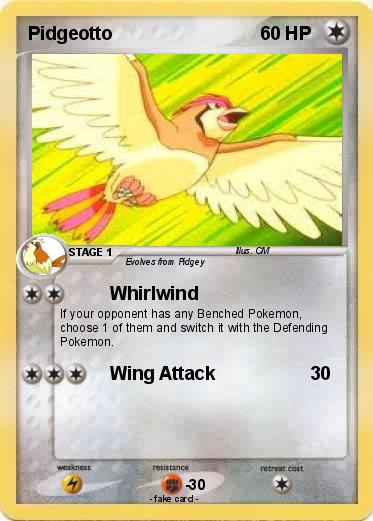 Pidgeotto 60 HP
Illus. CM
STAGE 1
Evolves from Pidgey
Whirlwind
If your opponent has any Benched Pokemon,
choose 1 of them and switch it with the Defending
Pokemon.
Wing Attack 30
weakness resistance retreat cost
-30
- fake card -